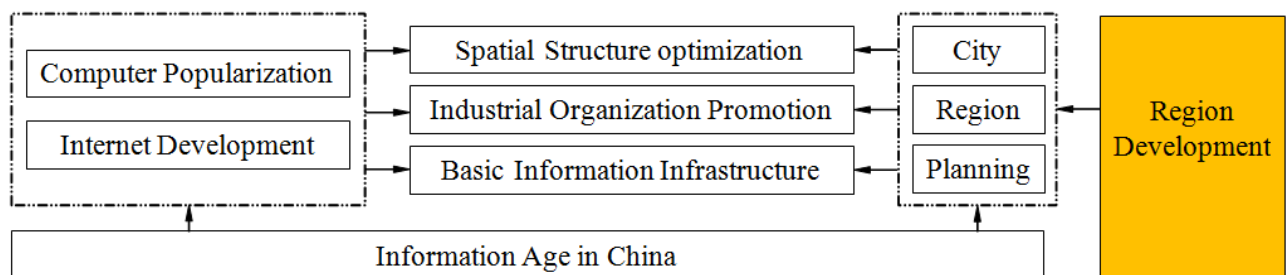 Computer Popularization
Internet Development
Spatial Structure optimization
Industrial Organization Promotion
Basic Information Infrastructure
City
Region
Planning
Region
Development
Information Age in China